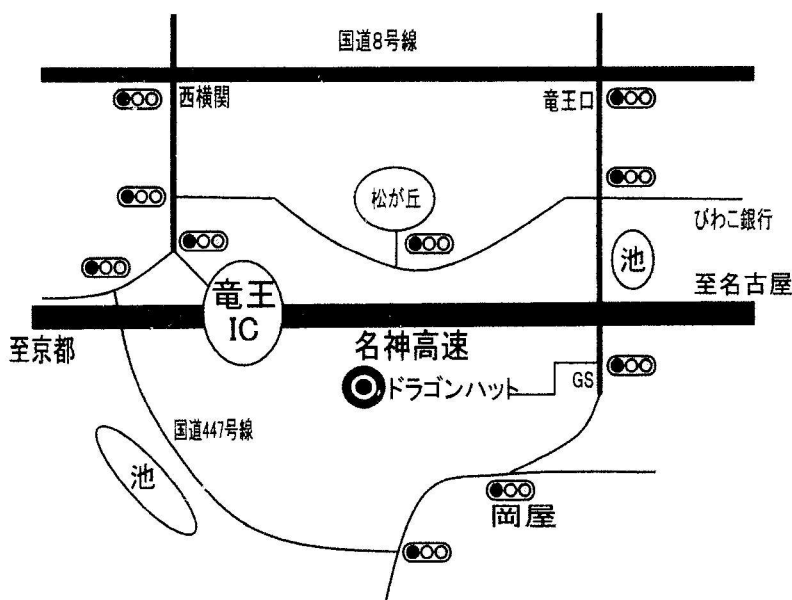 国道8号線
西横関
竜王口
松が丘
びわこ銀行
池
竜王
IC
至名古屋
至京都
名神高速
ドラゴンハット
GS
国道447号線
池
岡屋